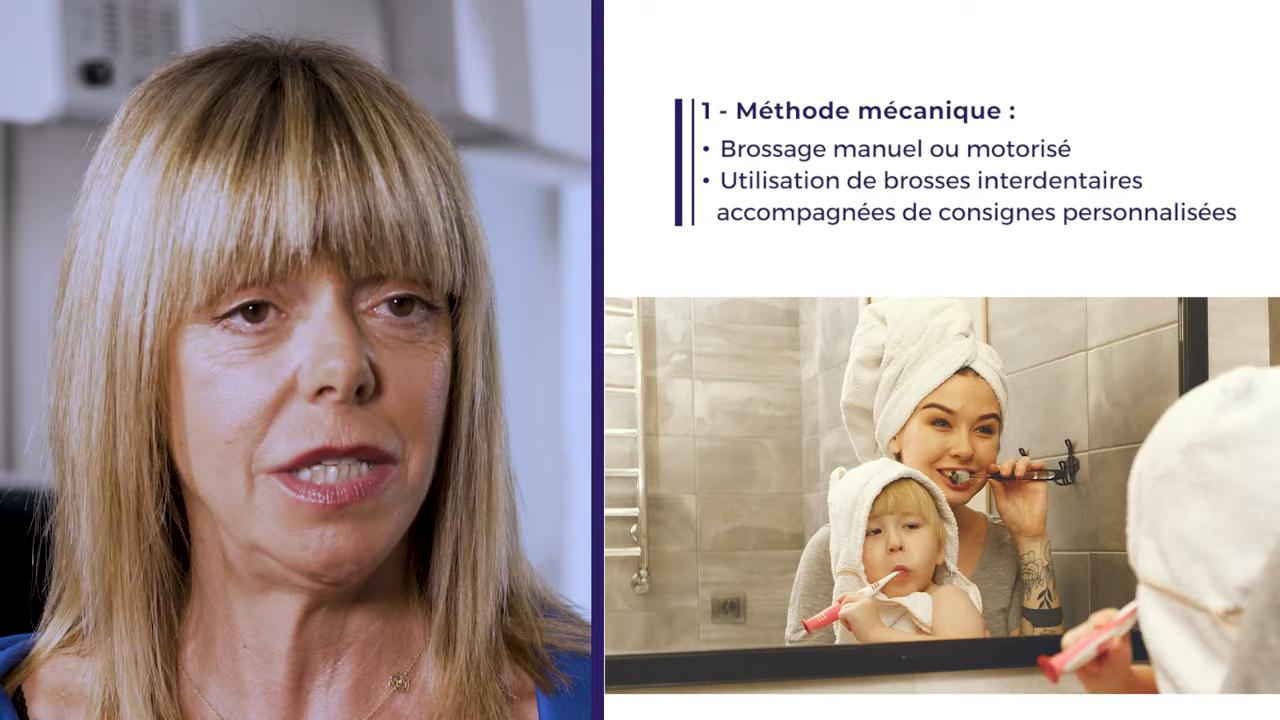 1 - Méthode mécanique :
• Brossage manuel ou motorisé
• Utilisation de brosses interdentaires
accompagnées de consignes personnalisées